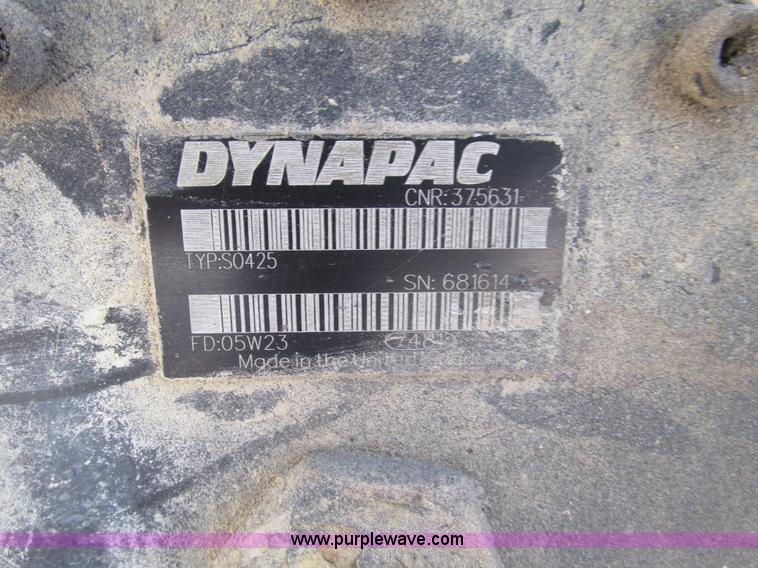 DYNAPAC
CNR: 375631
TYP:S0425
SN: 681614
FD:05W23
Made in the United
www.purplewave.com